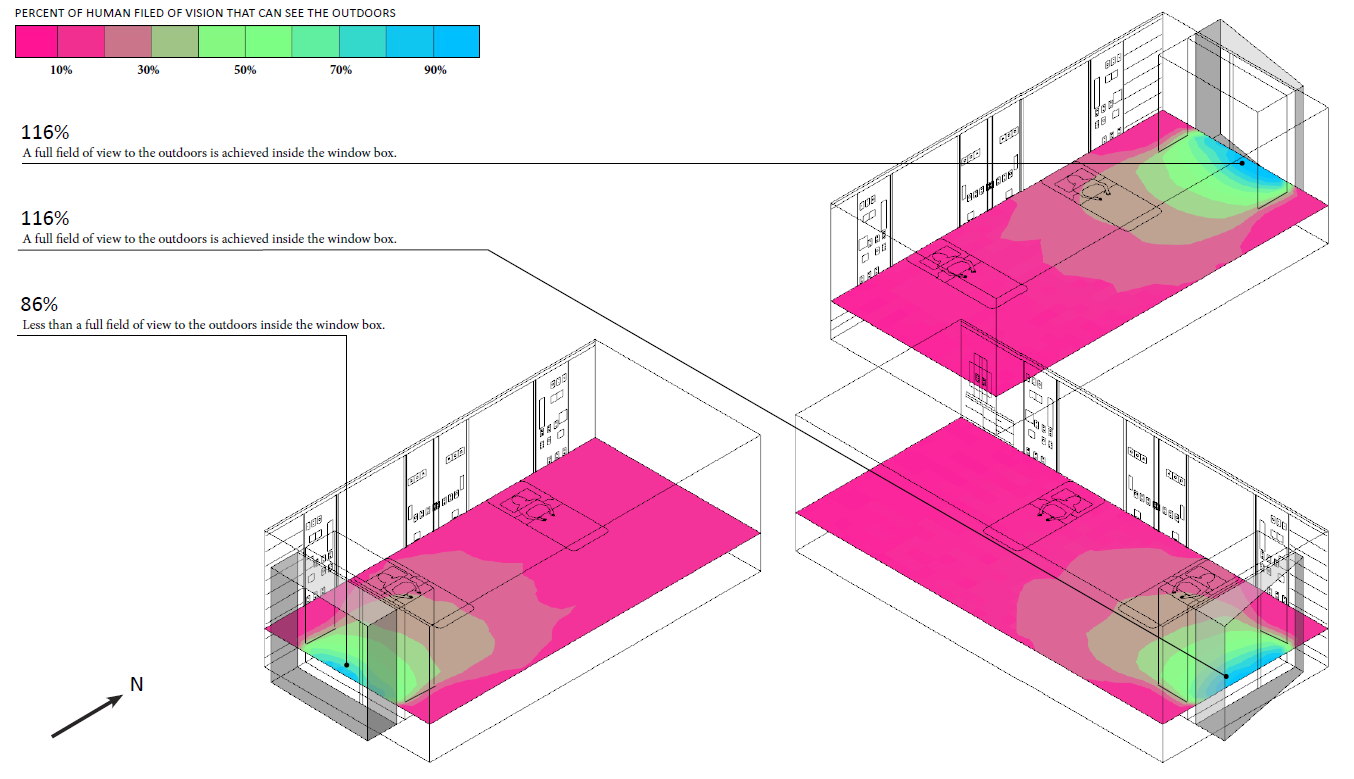 PERCENT OF HUMAN FILED OF VISION THAT CAN SEE THE OUTDOORS
10% 30% 50% 70% 90%
116%
A full field of view to the outdoors is achieved inside the window box.
116%
A full field of view to the outdoors is achieved inside the window box.
86%
Less than a full field of view to the outdoors inside the window box.
N